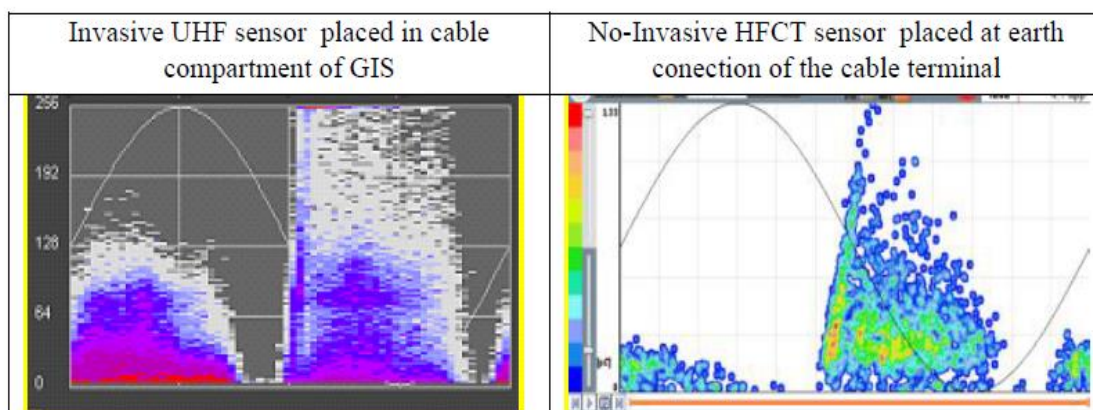 Invasive UHF sensor placed in cable
compartment of GIS
No-Invasive HFCT sensor placed at earth
conection of the cable terminal
256
192
128
64
0